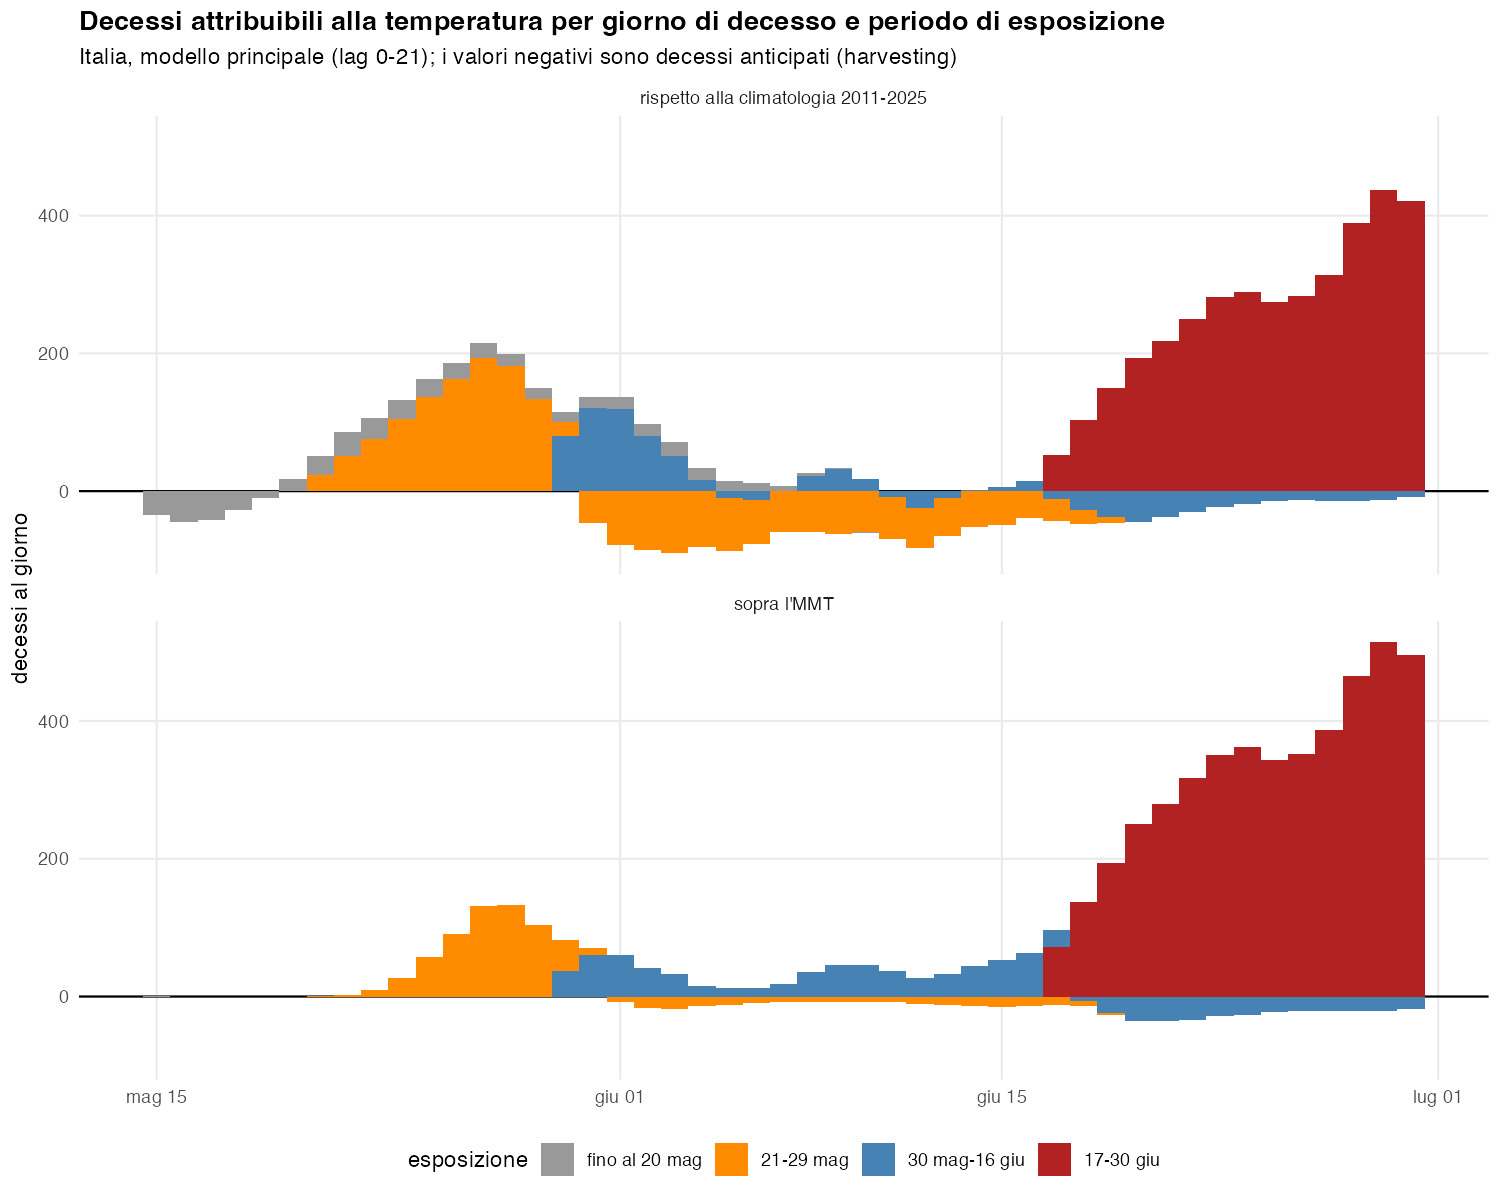 Decessi attribuibili alla temperatura per giorno di decesso e periodo di esposizione
Italia, modello principale (lag 0-21); i valori negativi sono decessi anticipati (harvesting)
rispetto alla climatologia 2011-2025
400
200
0
decessi al giorno
sopra l'MMT
400
200
0
mag 15
giu 01
giu 15
lug 01
esposizione
fino al 20 mag
21-29 mag
30 mag-16 giu
17-30 giu